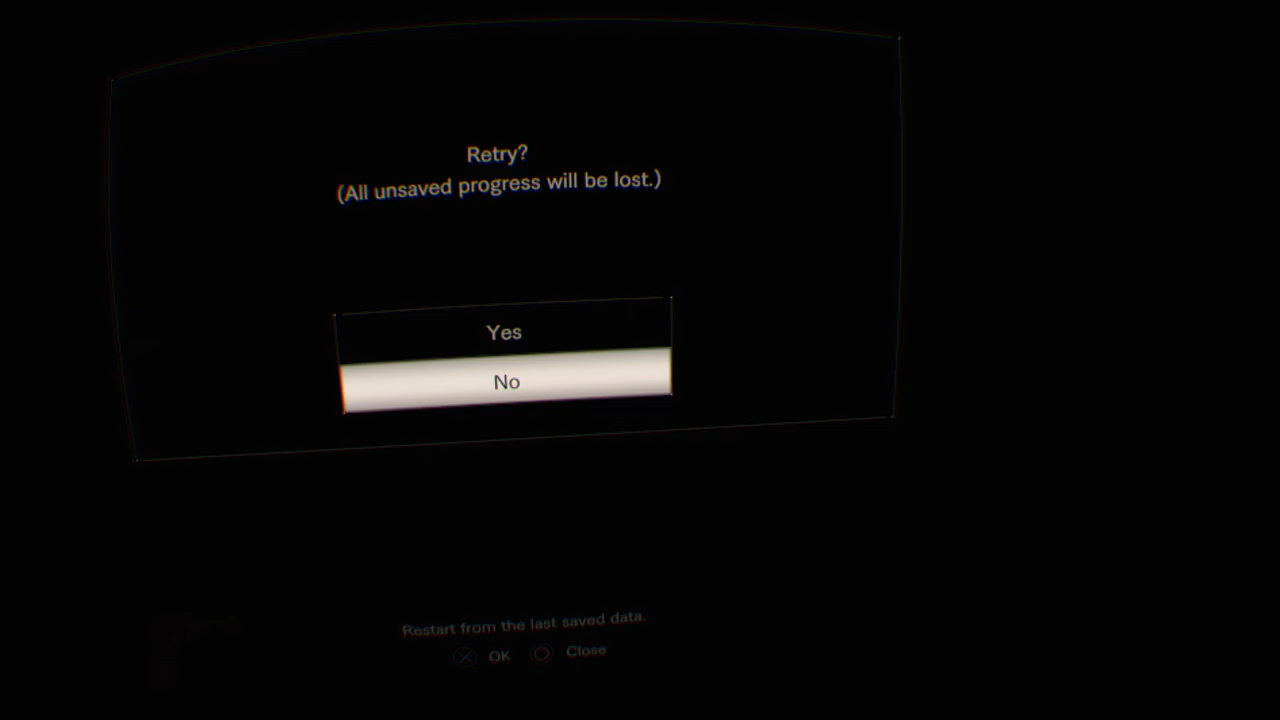 Retry?
(All unsaved progress will be lost.)
Yes
No
Restart from the last saved data.
OK
Close